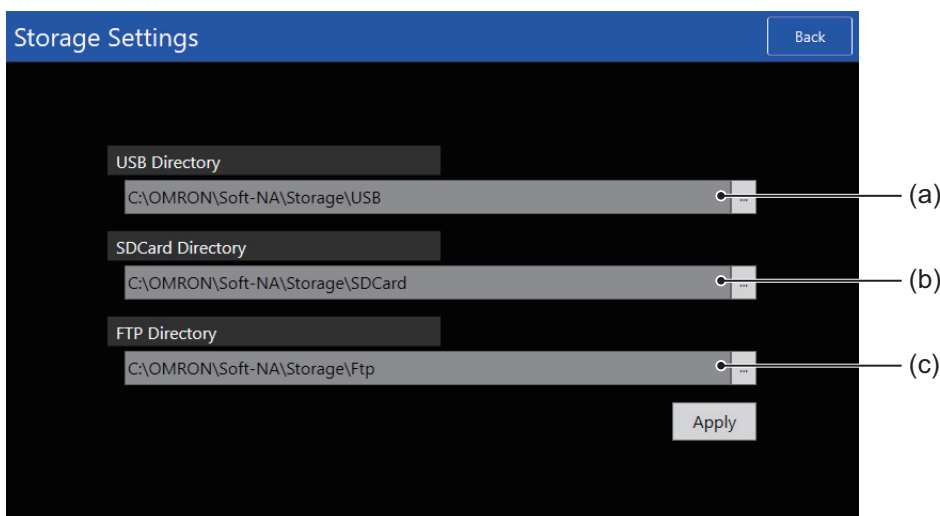 Storage Settings
Back
USB Directory
C:\OMRON\Soft-NA\Storage\USB
...
(a)
SDCard Directory
C:\OMRON\Soft-NA\Storage\SDCard
...
(b)
FTP Directory
C:\OMRON\Soft-NA\Storage\Ftp
...
(c)
Apply